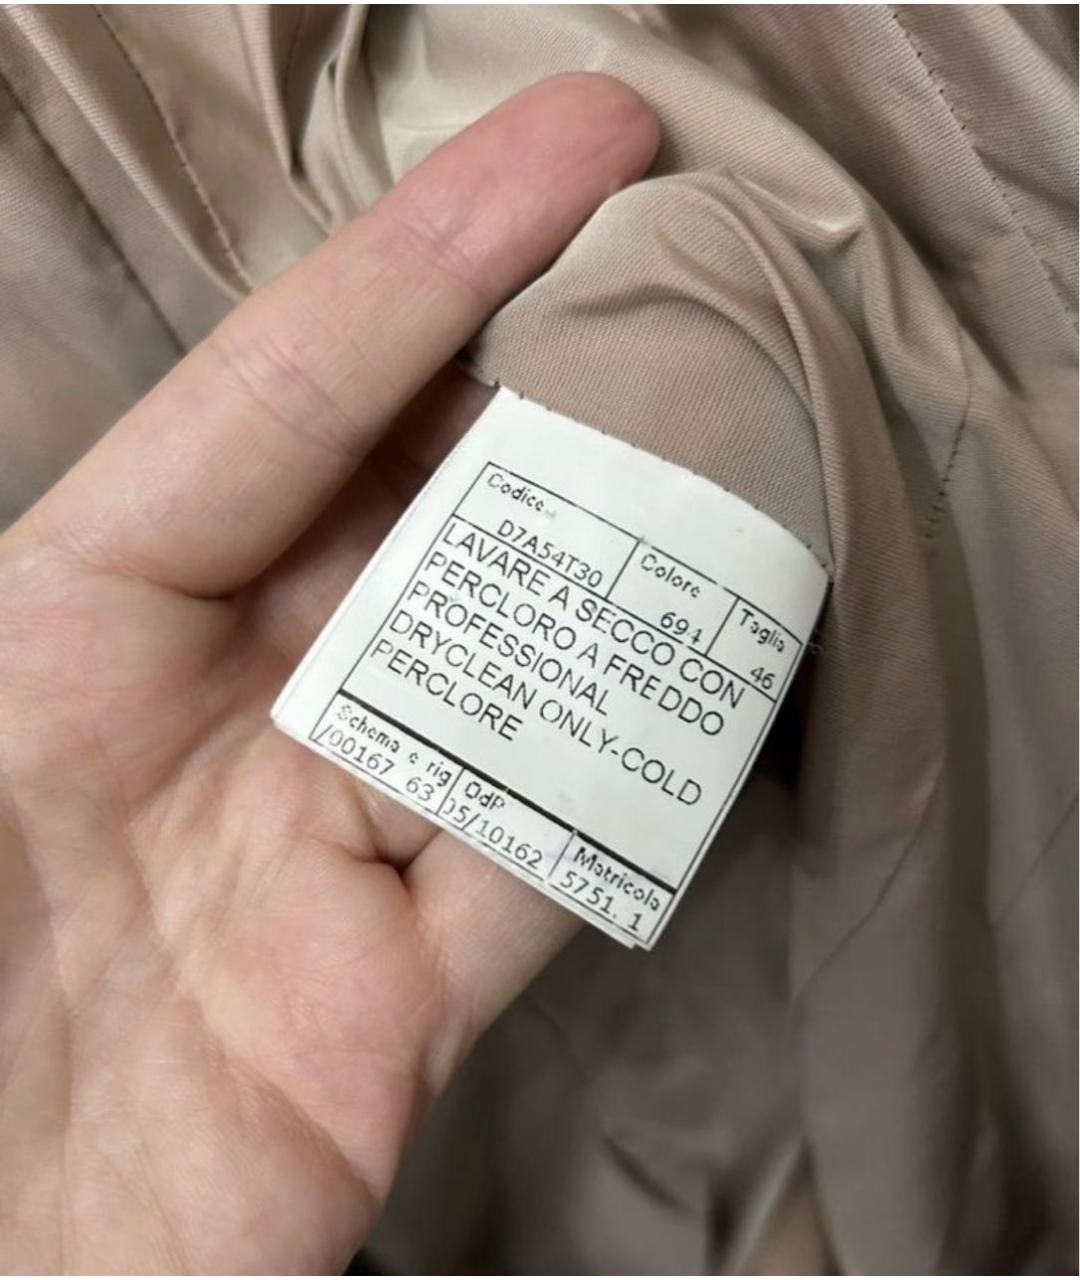 Codice
D7A54T30
Colore
694
Taglia
46
LAVARE A SECCO CON
PERCLORO A FREDDO
PROFESSIONAL
DRYCLEAN ONLY-COLD
PERCLORE
Schema e rig
/00167 63
OdP
05/10162
Matricola
5751. 1